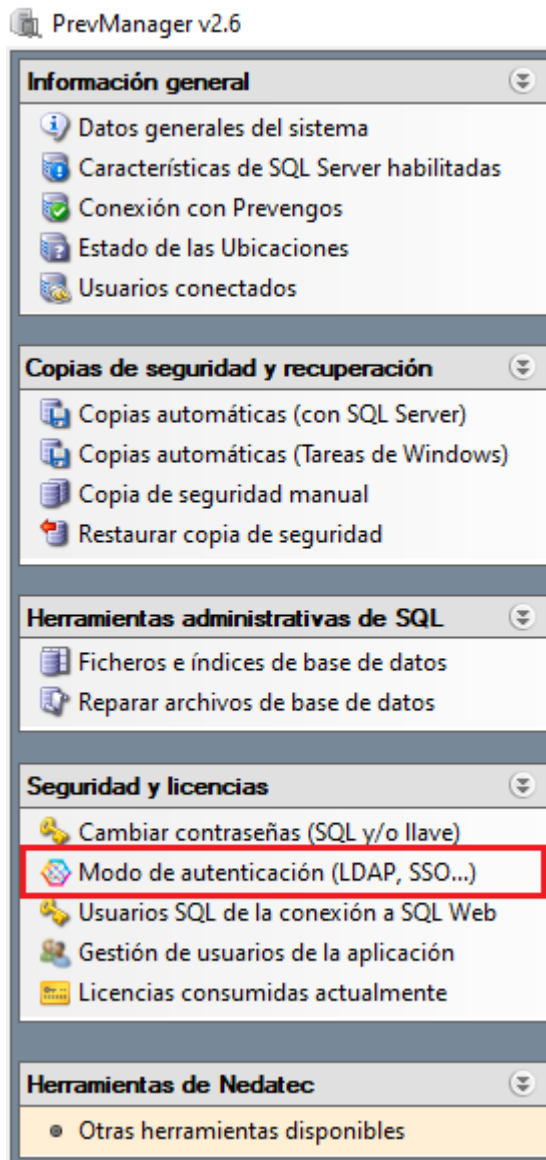 PrevManager v2.6
Información general
Datos generales del sistema
Características de SQL Server habilitadas
Conexión con Prevengos
Estado de las Ubicaciones
Usuarios conectados
Copias de seguridad y recuperación
Copias automáticas (con SQL Server)
Copias automáticas (Tareas de Windows)
Copia de seguridad manual
Restaurar copia de seguridad
Herramientas administrativas de SQL
Ficheros e índices de base de datos
Reparar archivos de base de datos
Seguridad y licencias
Cambiar contraseñas (SQL y/o llave)
Modo de autenticación (LDAP, SSO...)
Usuarios SQL de la conexión a SQL Web
Gestión de usuarios de la aplicación
Licencias consumidas actualmente
Herramientas de Nedatec
Otras herramientas disponibles